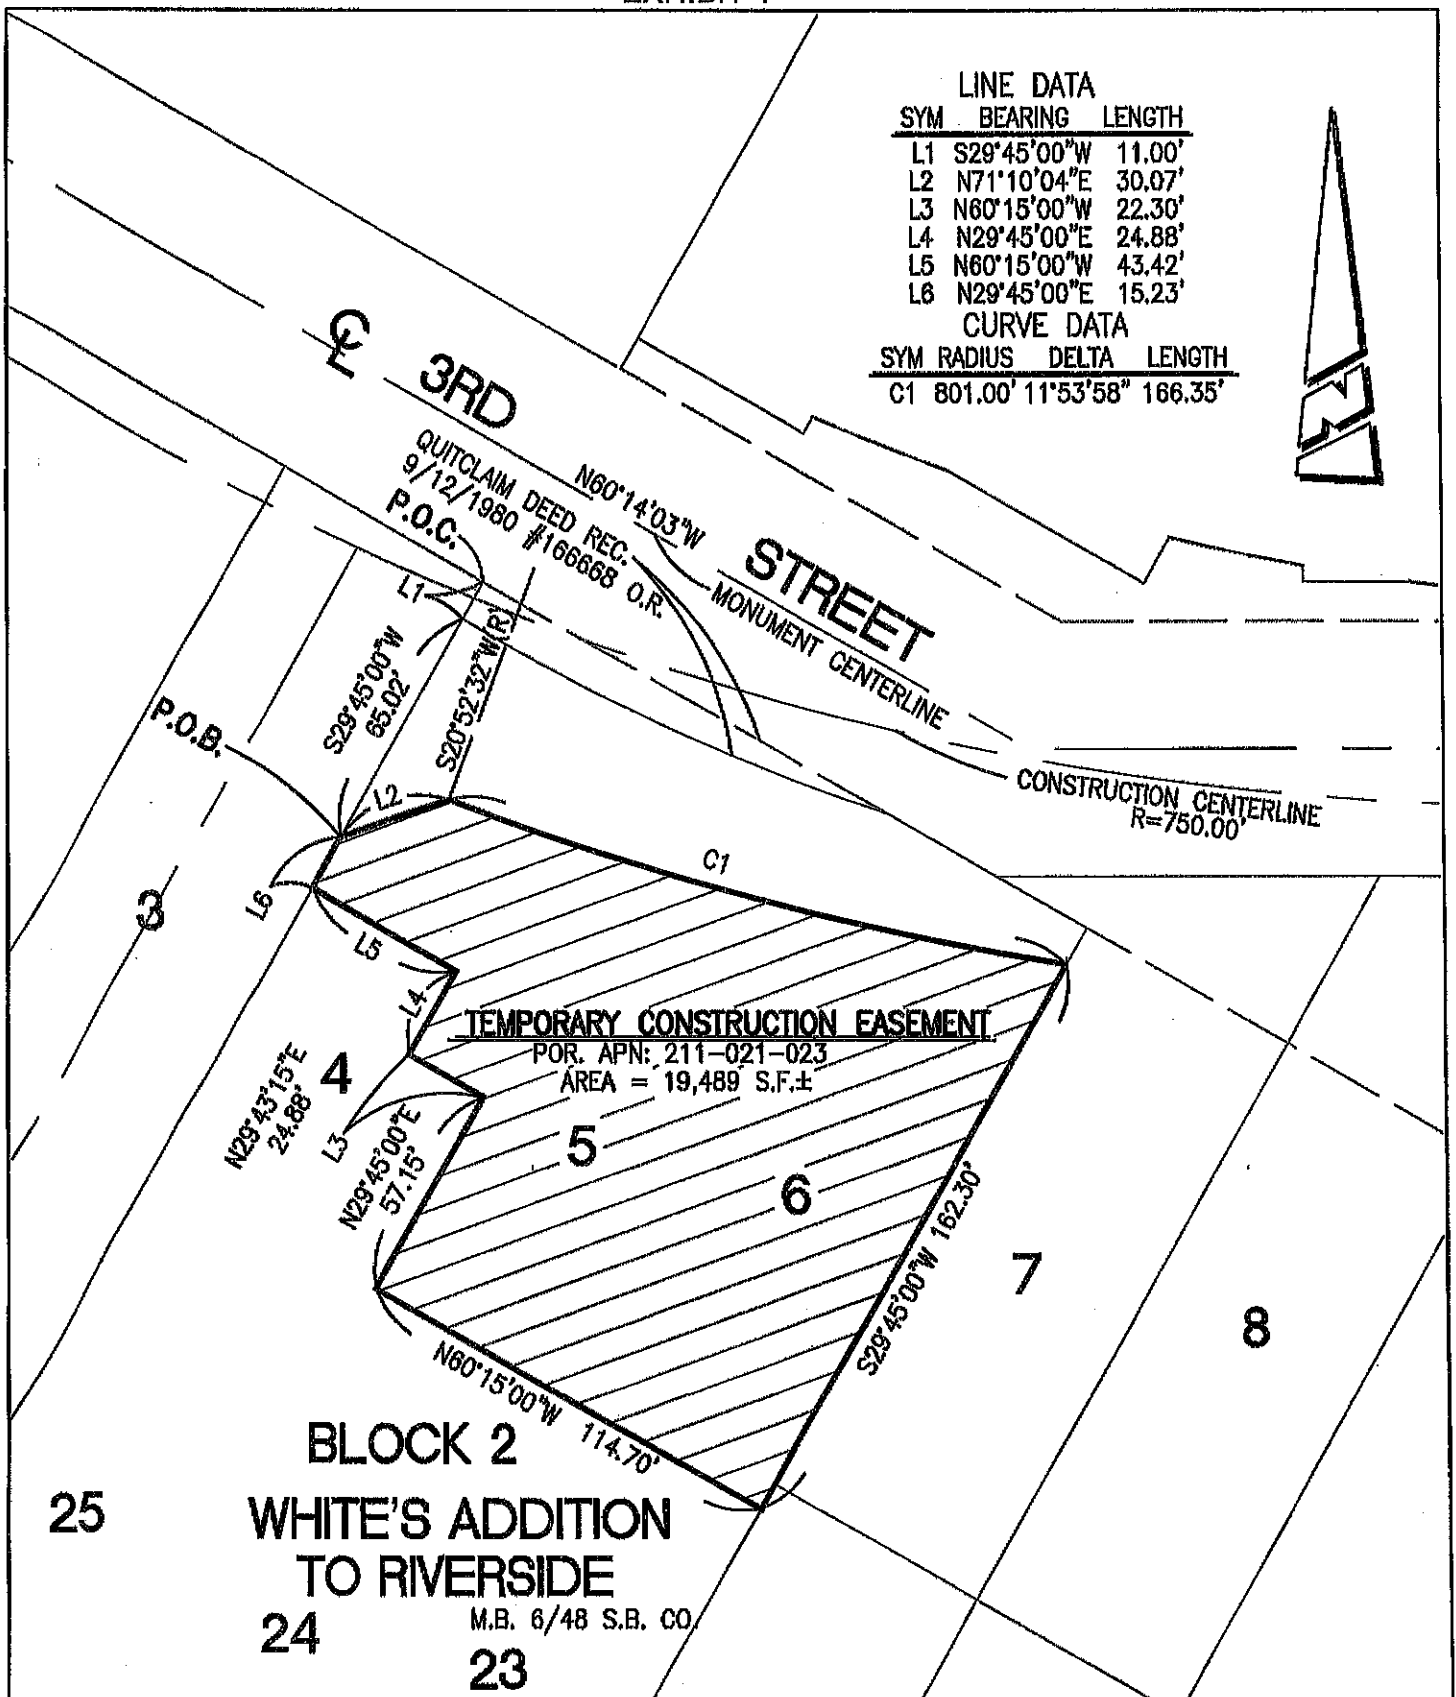 LINE DATA
SYM BEARING LENGTH
L1 S29°45'00"W 11.00'
L2 N71°10'04"E 30.07'
L3 N60°15'00"W 22.30'
L4 N29°45'00"E 24.88'
L5 N60°15'00"W 43.42'
L6 N29°45'00"E 15.23'
CURVE DATA
SYM RADIUS DELTA LENGTH
C1 801.00' 11°53'58" 166.35'
N
℄ 3RD STREET
QUITCLAIM DEED REC.
9/12/1980 #166668 O.R.
N60°14'03"W
MONUMENT CENTERLINE
P.O.C.
L1
S29°45'00"W
65.02'
S20°52'32"W(R)
P.O.B.
L2
CONSTRUCTION CENTERLINE
R=750.00'
C1
L6
3
L5
L4
TEMPORARY CONSTRUCTION EASEMENT
POR. APN: 211-021-023
AREA = 19,489 S.F.±
4
N29°43'15"E
24.88'
L3
N29°45'00"E
57.15'
5
6
S29°45'00"W 162.30'
7
8
N60°15'00"W 114.70'
BLOCK 2
WHITE'S ADDITION
TO RIVERSIDE
M.B. 6/48 S.B. CO.
25
24
23